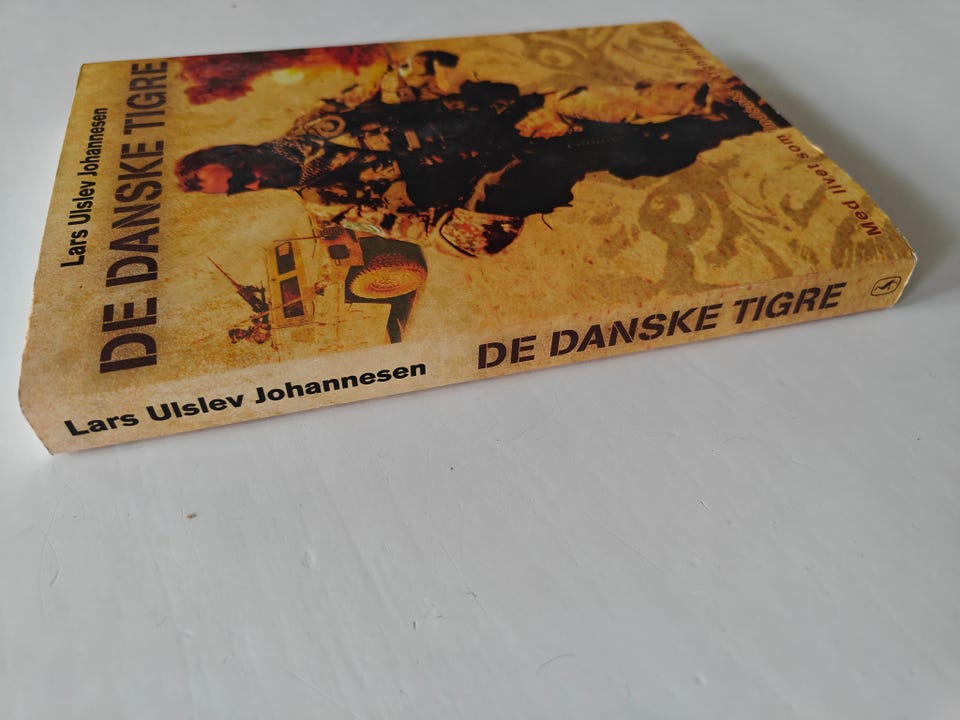 Lars Ulslev Johannesen
DE DANSKE TIGRE
Med livet som
Lars Ulslev Johannesen
DE DANSKE TIGRE